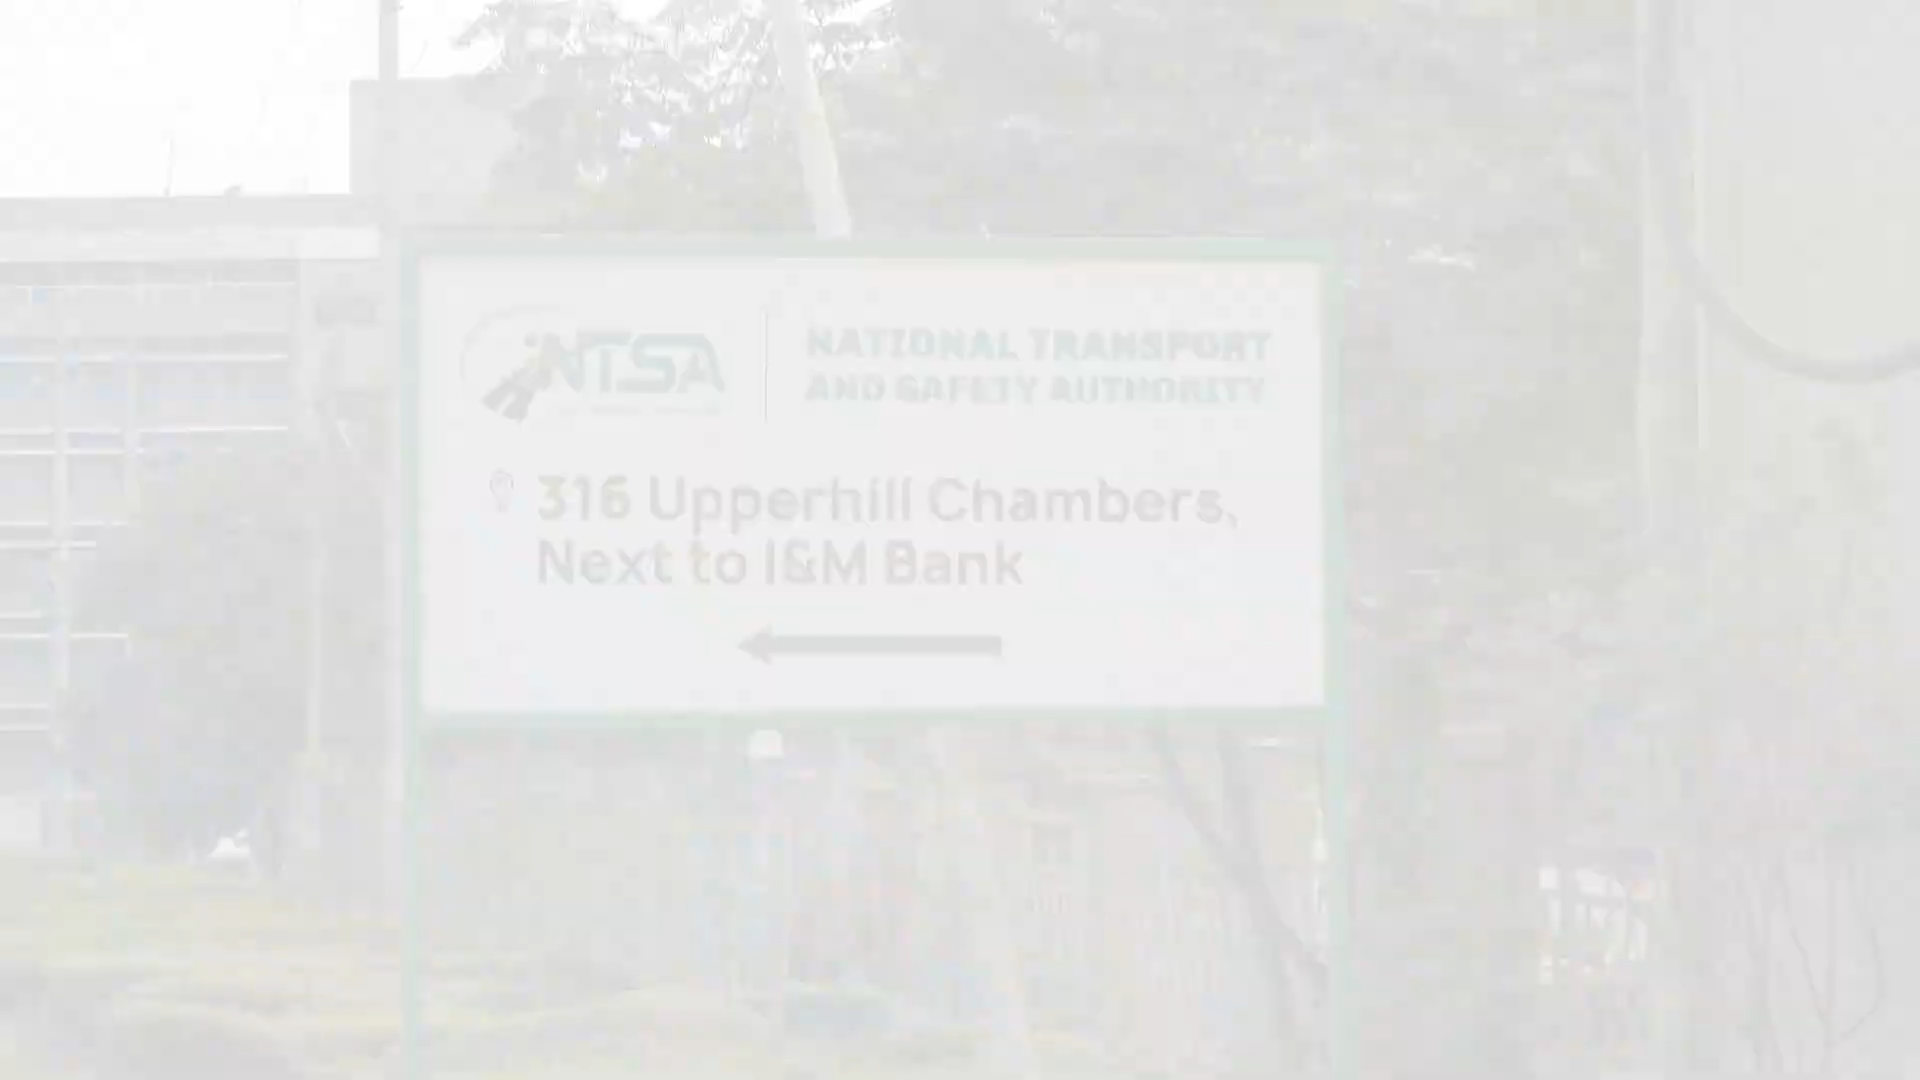 NTSA
NATIONAL TRANSPORT
AND SAFETY AUTHORITY
316 Upperhill Chambers,
Next to I&M Bank